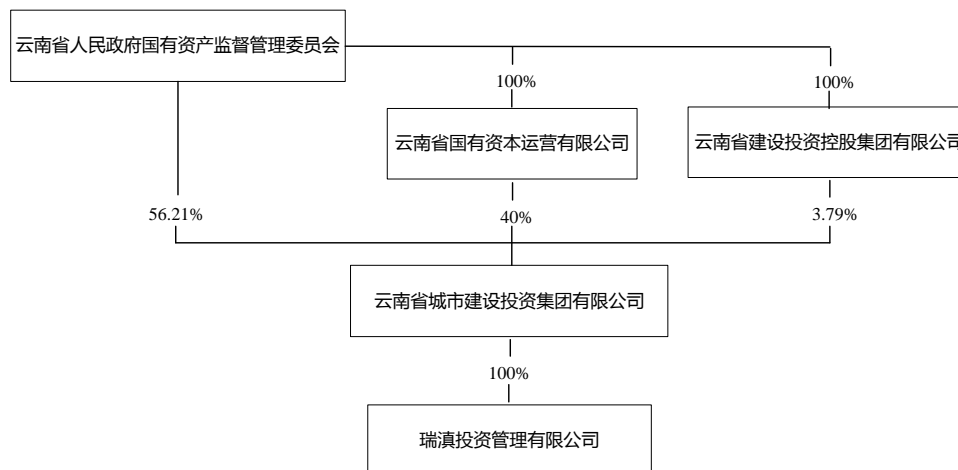 云南省人民政府国有资产监督管理委员会
100%
100%
云南省国有资本运营有限公司
云南省建设投资控股集团有限公司
56.21%
40%
3.79%
云南省城市建设投资集团有限公司
100%
瑞滇投资管理有限公司